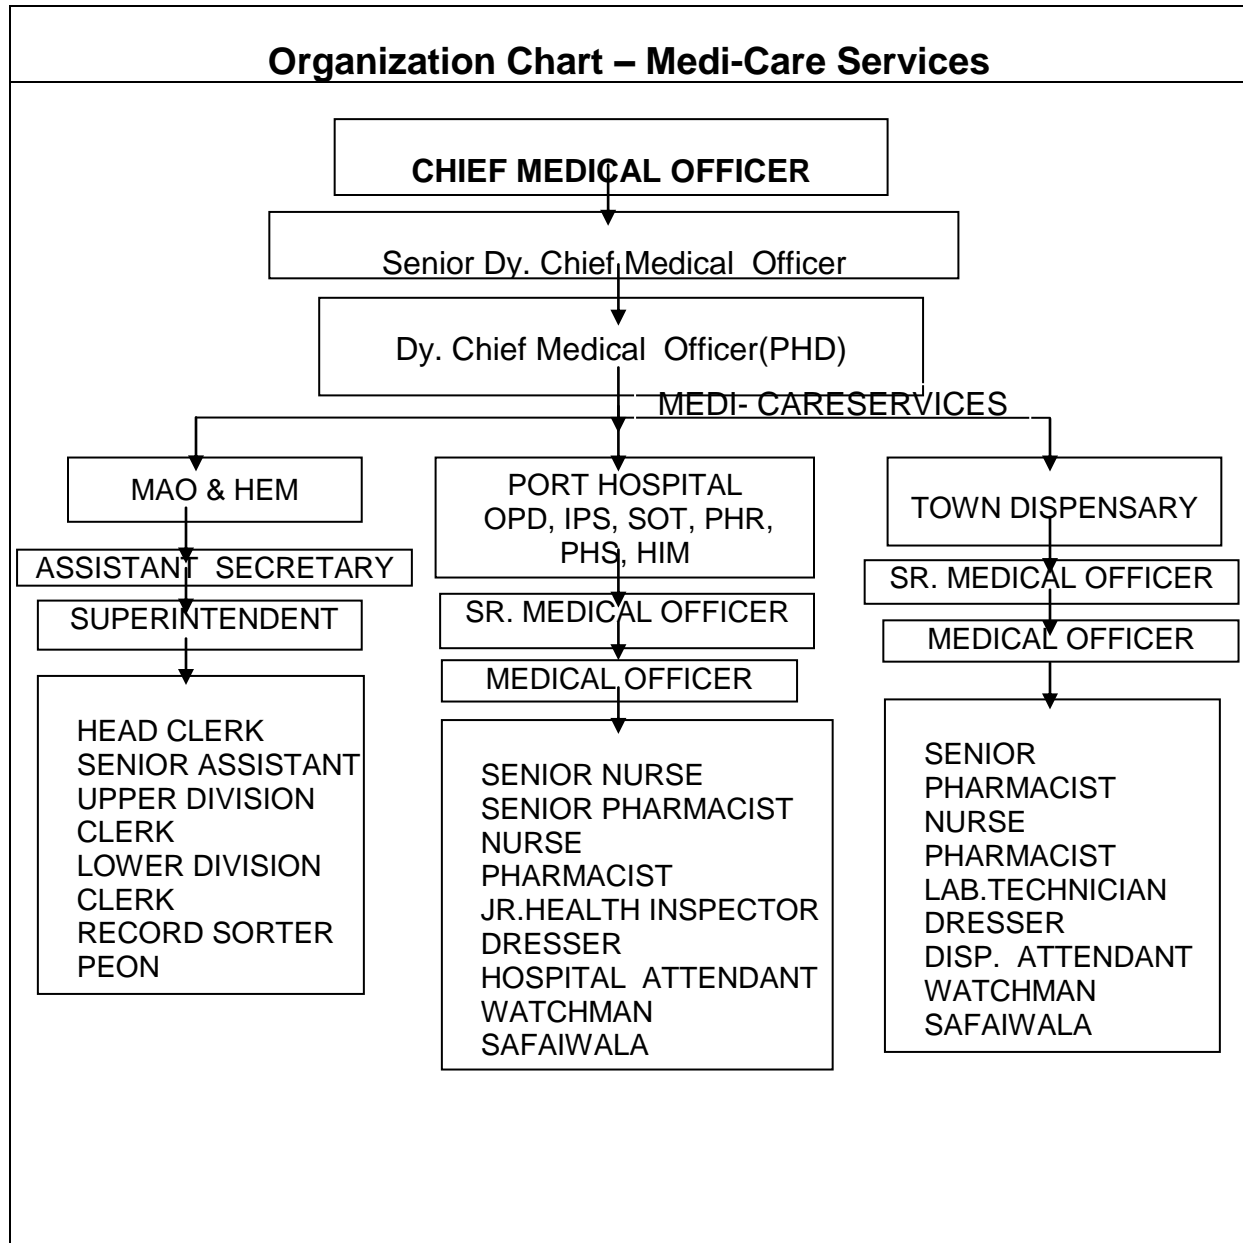 Organization Chart – Medi-Care Services
CHIEF MEDICAL OFFICER
Senior Dy. Chief Medical Officer
Dy. Chief Medical Officer(PHD)
MEDI- CARESERVICES
MAO & HEM
ASSISTANT SECRETARY
SUPERINTENDENT
HEAD CLERK
SENIOR ASSISTANT
UPPER DIVISION
CLERK
LOWER DIVISION
CLERK
RECORD SORTER
PEON
PORT HOSPITAL
OPD, IPS, SOT, PHR,
PHS, HIM
SR. MEDICAL OFFICER
MEDICAL OFFICER
SENIOR NURSE
SENIOR PHARMACIST
NURSE
PHARMACIST
JR.HEALTH INSPECTOR
DRESSER
HOSPITAL ATTENDANT
WATCHMAN
SAFAIWALA
TOWN DISPENSARY
SR. MEDICAL OFFICER
MEDICAL OFFICER
SENIOR
PHARMACIST
NURSE
PHARMACIST
LAB.TECHNICIAN
DRESSER
DISP. ATTENDANT
WATCHMAN
SAFAIWALA